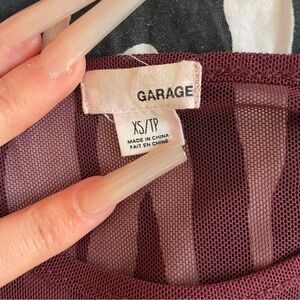 GARAGE
XS/TP
MADE IN CHINA
FAIT EN CHINE